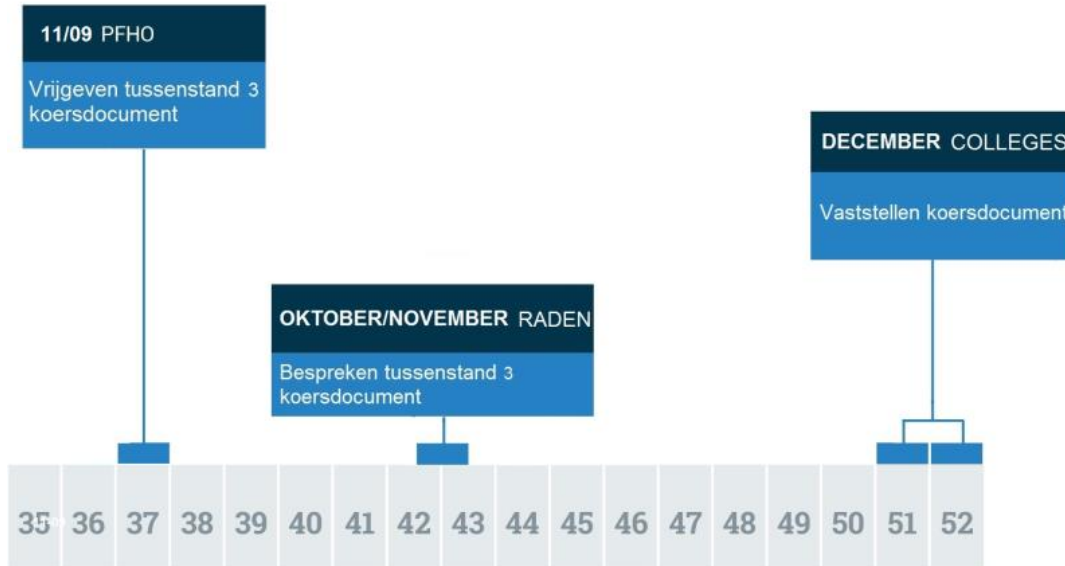 11/09 PFHO
Vrijgeven tussenstand 3
koersdocument
DECEMBER COLLEGES
Vaststellen koersdocument
OKTOBER/NOVEMBER RADEN
Bespreken tussenstand 3
koersdocument
35 36 37 38 39 40 41 42 43 44 45 46 47 48 49 50 51 52